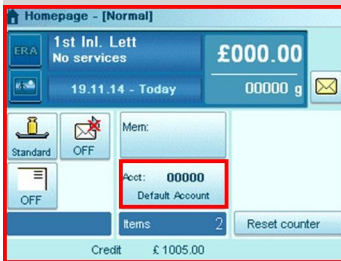 Homepage - [Normal]
ERA
1st Inl. Lett
No services
£000.00
19.11.14 - Today
00000 g
Standard
OFF
Mem:
OFF
Acct: 00000
Default Account
Items 2
Reset counter
Credit £ 1005.00